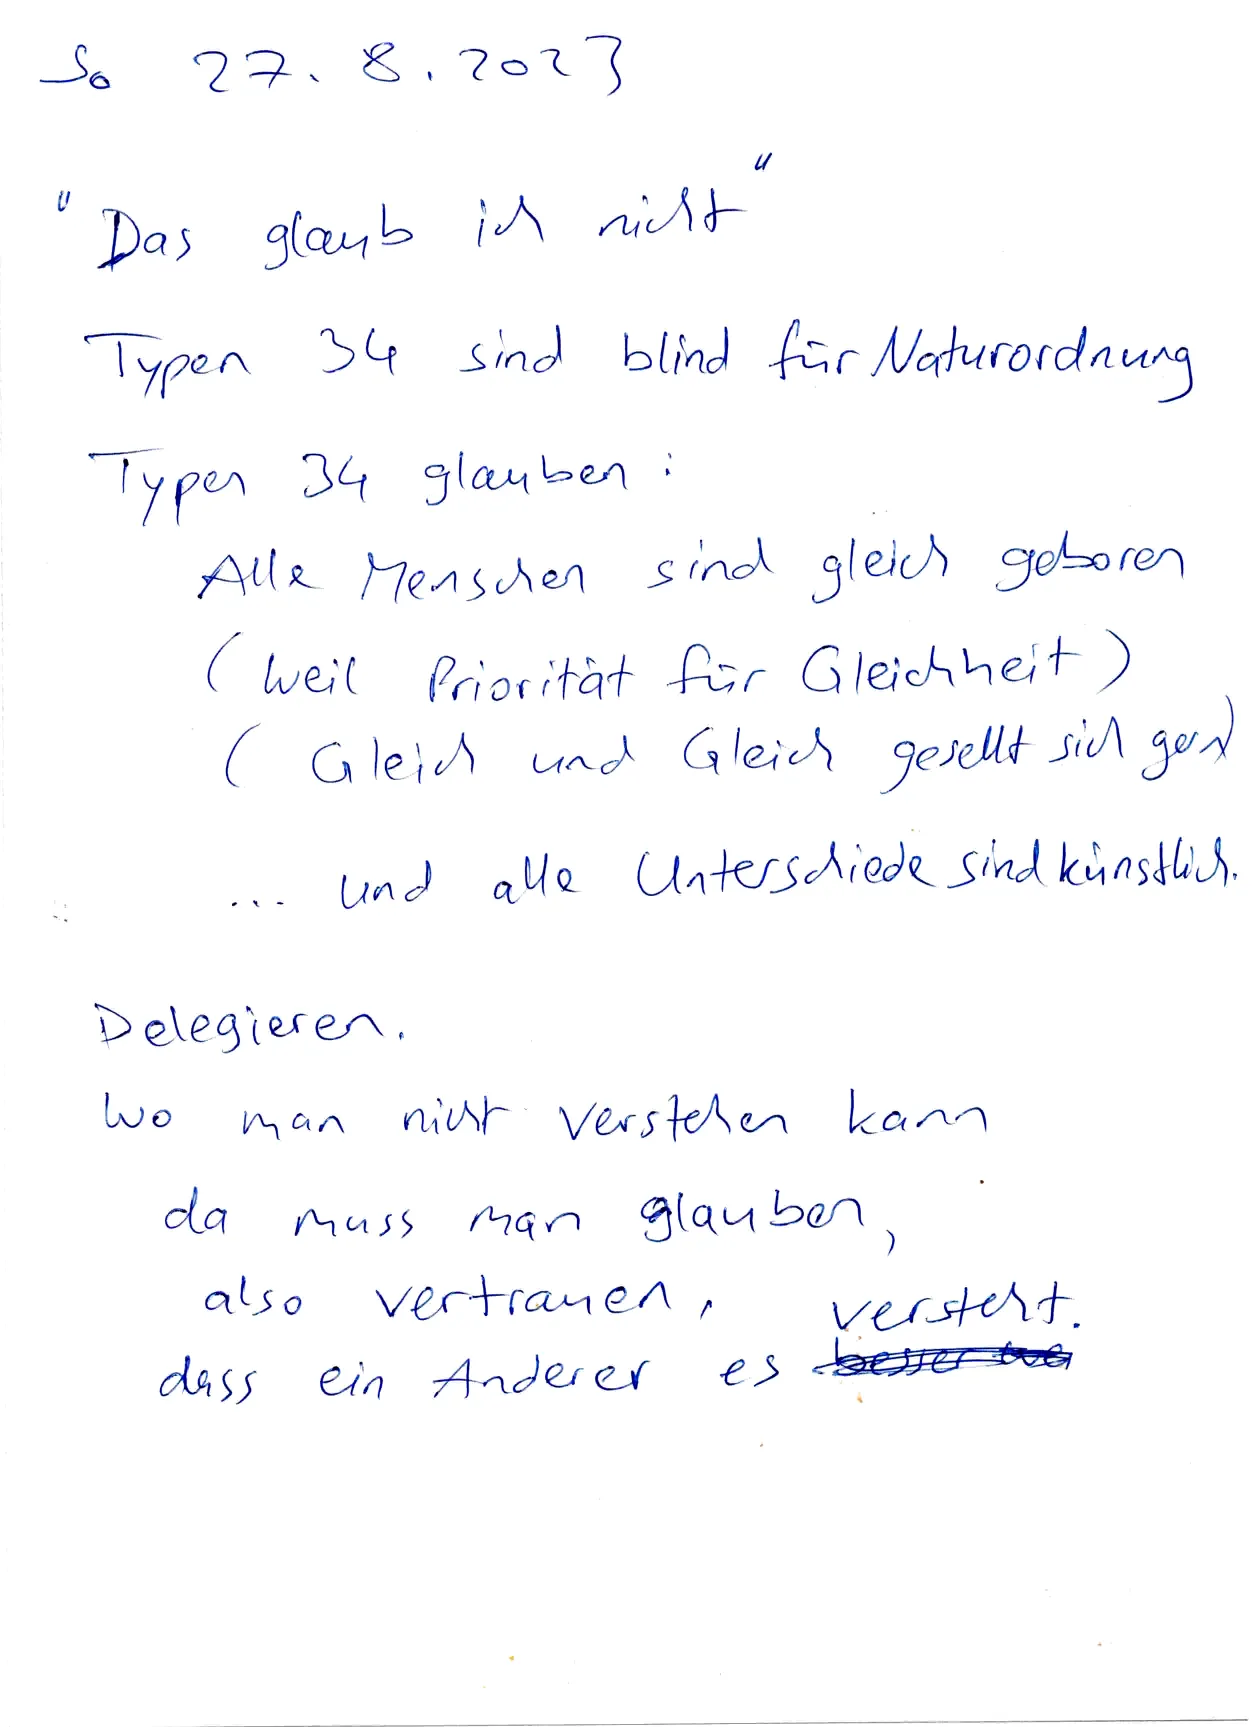 So 27.8.2023
"Das glaub ich nicht"
Typen 34 sind blind für Naturordnung
Typen 34 glauben:
Alle Menschen sind gleich geboren
(weil Priorität für Gleichheit)
(Gleich und Gleich gesellt sich gern)
... und alle Unterschiede sind künstlich.
Delegieren.
Wo man nicht verstehen kann
da muss man glauben,
also vertrauen,
dass ein Anderer es versteht.